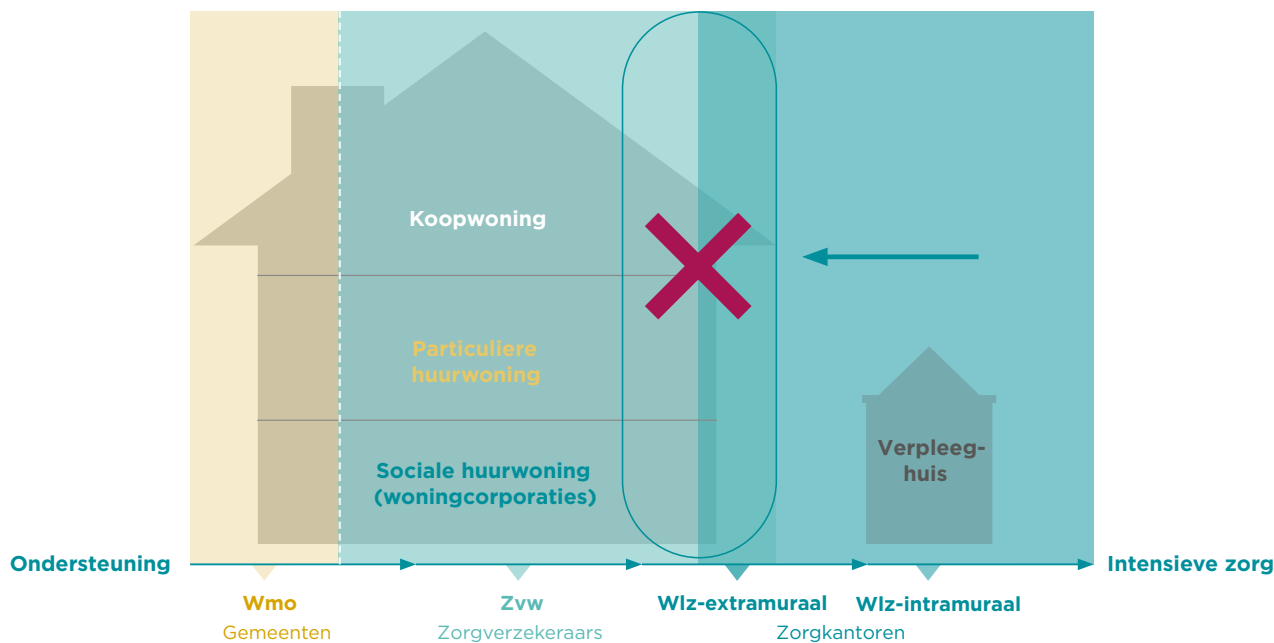 Koopwoning
Particuliere
huurwoning
Sociale huurwoning
(woningcorporaties)
Verpleeg-
huis
Ondersteuning
Intensieve zorg
Wmo
Zvw
Wlz-extramuraal
Wlz-intramuraal
Gemeenten
Zorgverzekeraars
Zorgkantoren